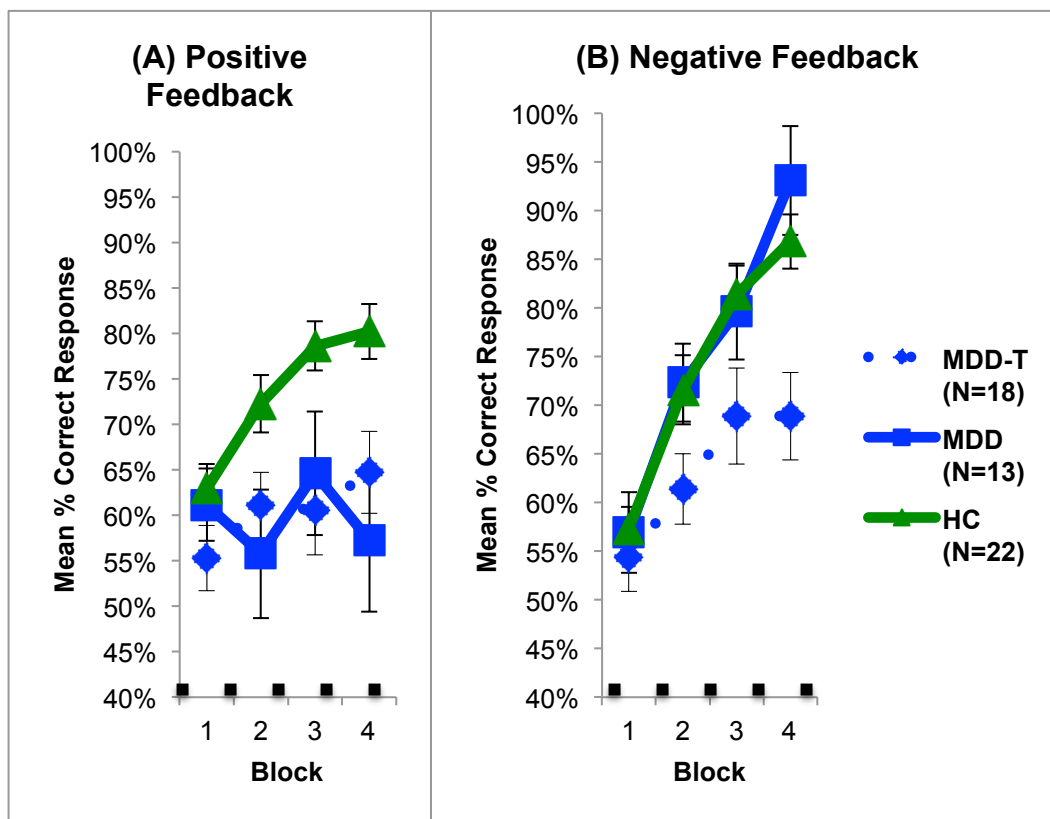 (A) Positive
Feedback
Mean % Correct Response
100%
95%
90%
85%
80%
75%
70%
65%
60%
55%
50%
45%
40%
1 2 3 4
Block
(B) Negative Feedback
Mean % Correct Response
100%
95%
90%
85%
80%
75%
70%
65%
60%
55%
50%
45%
40%
1 2 3 4
Block
MDD-T
(N=18)
MDD
(N=13)
HC
(N=22)